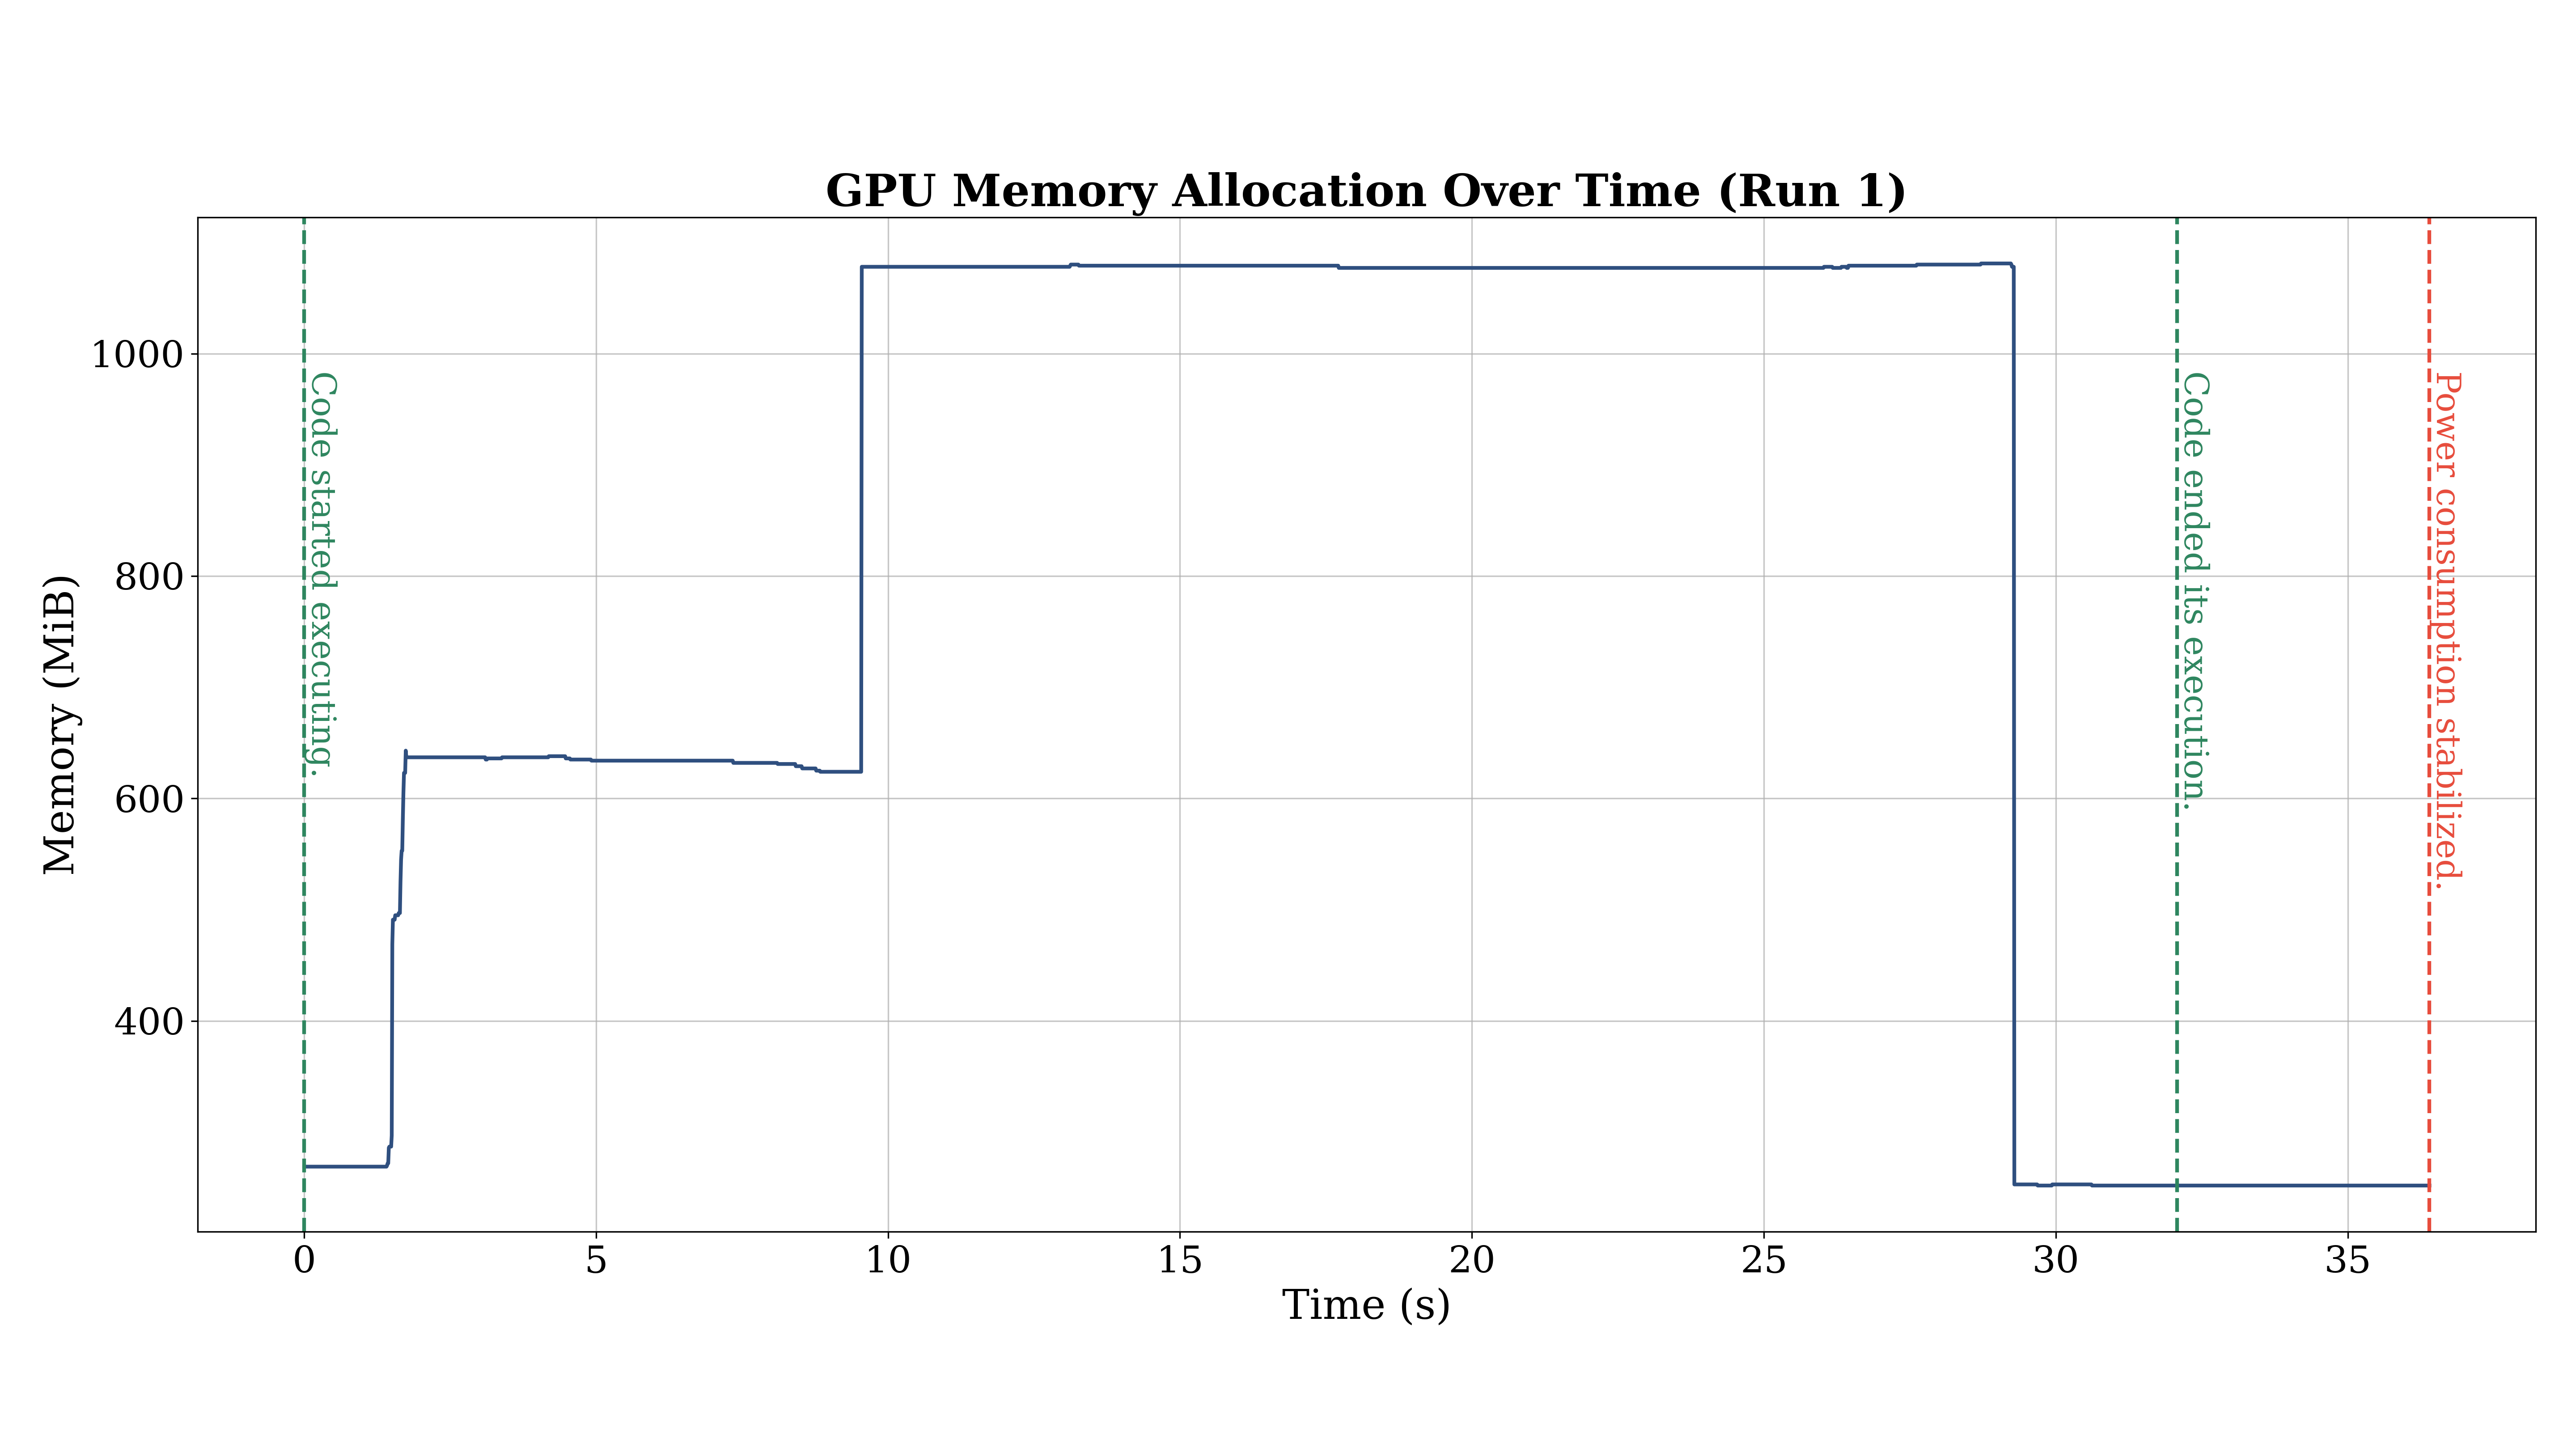 GPU Memory Allocation Over Time (Run 1)
Memory (MiB)
1000
800
600
400
Code started executing.
Code ended its execution.
Power consumption stabilized.
0 5 10 15 20 25 30 35
Time (s)